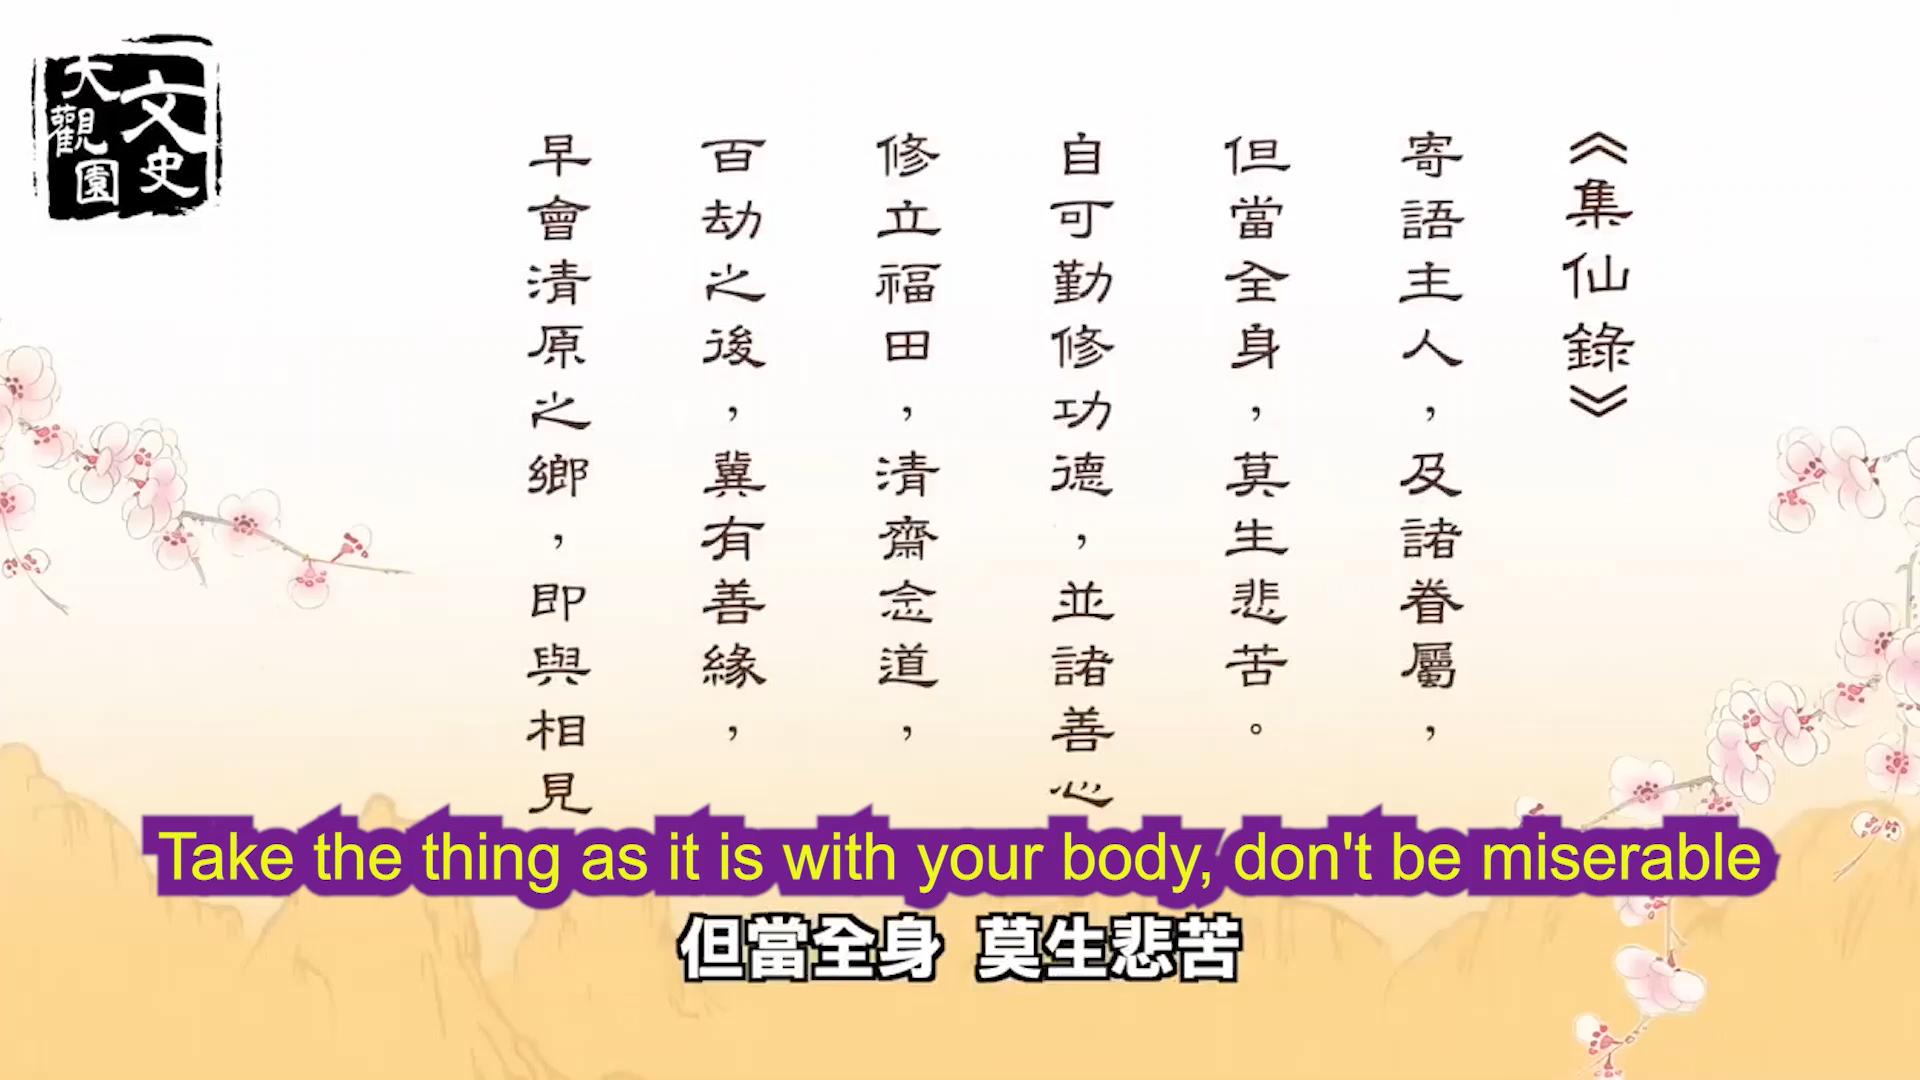 文史
大觀園
《集仙錄》
寄語主人，及諸眷屬，
但當全身，莫生悲苦。
自可勤修功德，並諸善心
修立福田，清齋念道，
百劫之後，冀有善緣，
早會清原之鄉，即與相見
Take the thing as it is with your body, don't be miserable
但當全身 莫生悲苦